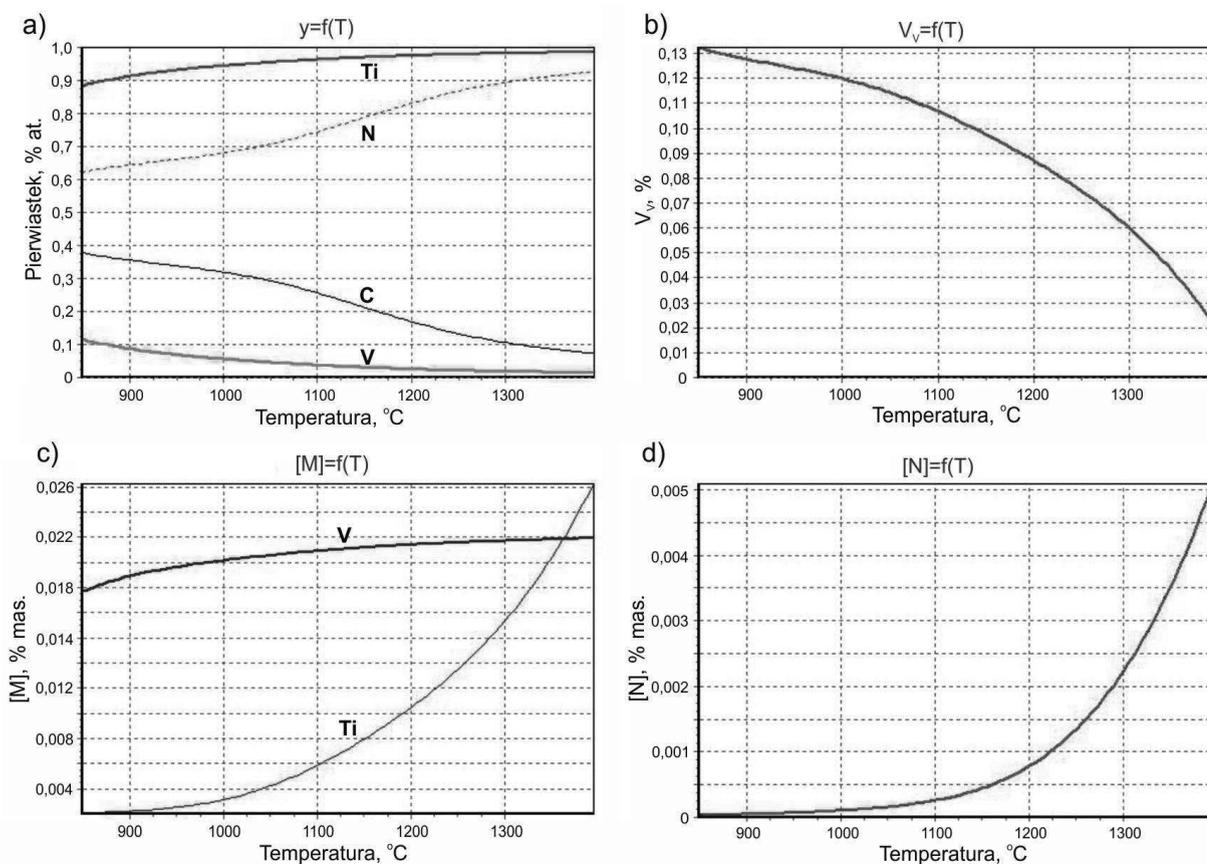 a)
y=f(T)
Pierwiastek, % at.
1,0
0,9
0,8
0,7
0,6
0,5
0,4
0,3
0,2
0,1
0
Ti
N
C
V
900 1000 1100 1200 1300
Temperatura, °C
b)
Vᵥ=f(T)
Vᵥ, %
0,13
0,12
0,11
0,10
0,09
0,08
0,07
0,06
0,05
0,04
0,03
0,02
0,01
0
900 1000 1100 1200 1300
Temperatura, °C
c)
[M]=f(T)
[M], % mas.
0,026
0,022
0,018
0,014
0,012
0,008
0,004
V
Ti
900 1000 1100 1200 1300
Temperatura, °C
d)
[N]=f(T)
[N], % mas.
0,005
0,004
0,003
0,002
0,001
0
900 1000 1100 1200 1300
Temperatura, °C